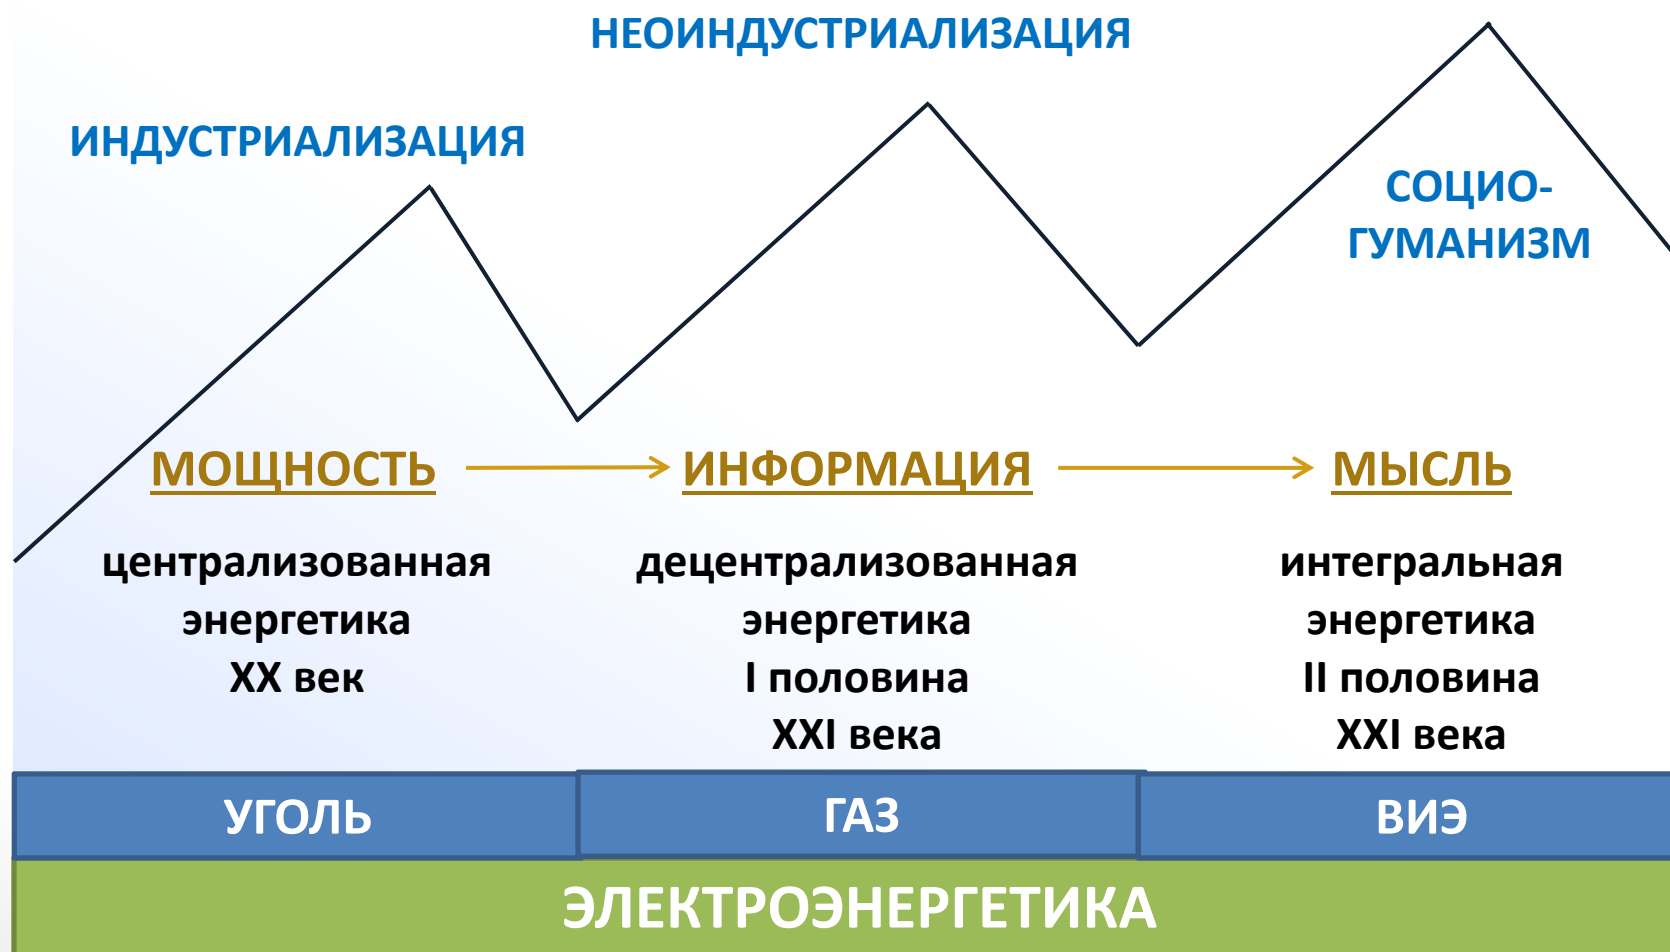 НЕОИНДУСТРИАЛИЗАЦИЯ
ИНДУСТРИАЛИЗАЦИЯ
СОЦИО-
ГУМАНИЗМ
МОЩНОСТЬ
ИНФОРМАЦИЯ
МЫСЛЬ
централизованная
энергетика
XX век
децентрализованная
энергетика
I половина
XXI века
интегральная
энергетика
II половина
XXI века
УГОЛЬ
ГАЗ
ВИЭ
ЭЛЕКТРОЭНЕРГЕТИКА